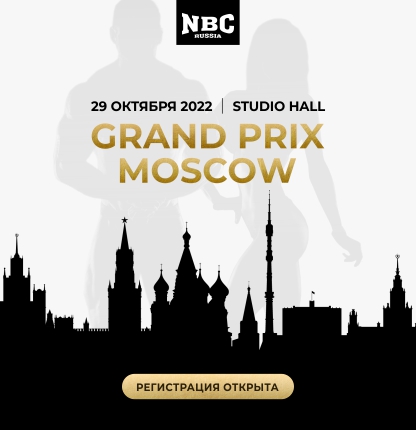 NBC
RUSSIA
29 ОКТЯБРЯ 2022 | STUDIO HALL
GRAND PRIX
MOSCOW
РЕГИСТРАЦИЯ ОТКРЫТА